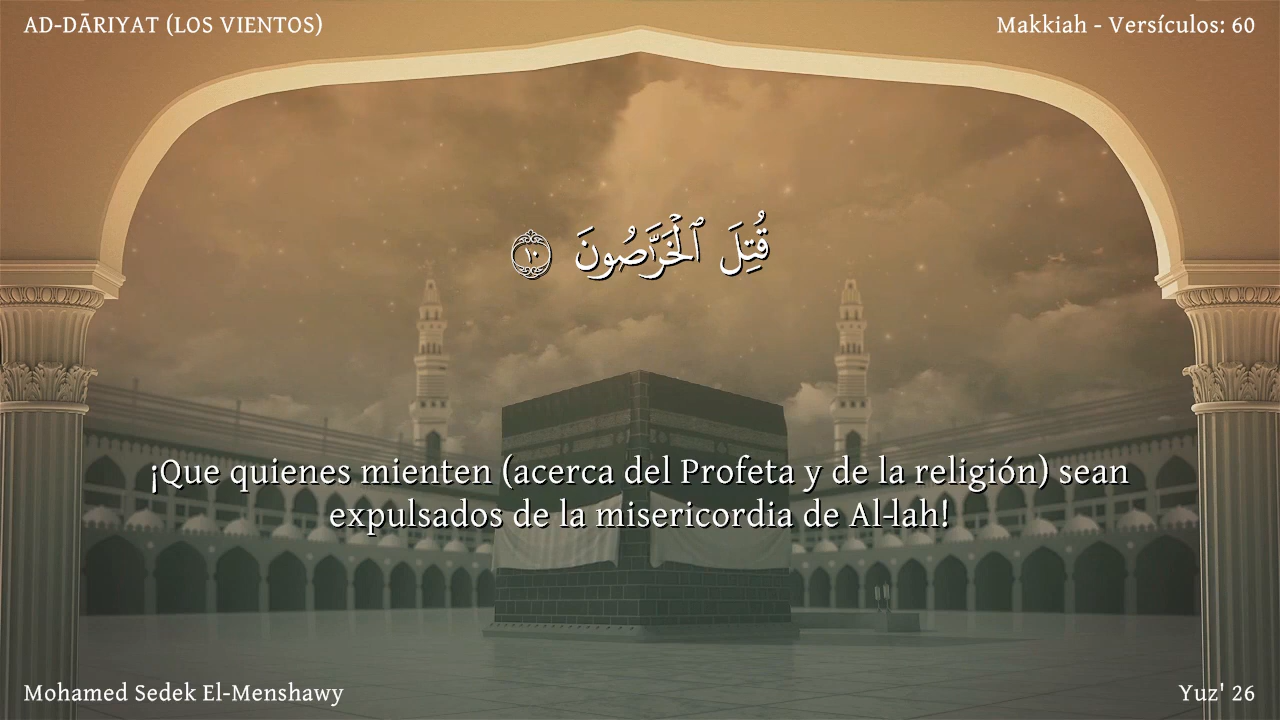 AD-DĀRIYAT (LOS VIENTOS)
Makkiah - Versículos: 60
قُتِلَ ٱلْخَرَّٰصُونَ ١٠
¡Que quienes mienten (acerca del Profeta y de la religión) sean
expulsados de la misericordia de Al-lah!
Mohamed Sedek El-Menshawy
Yuz' 26